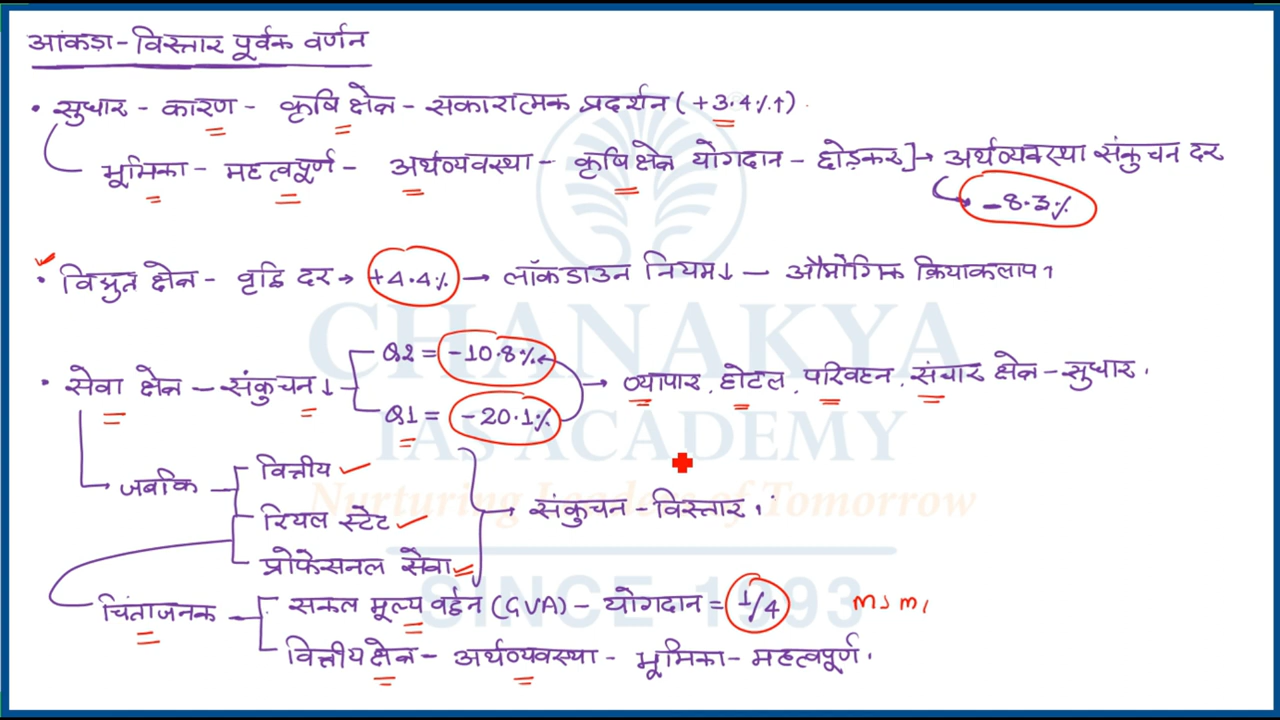 आंकड़ा - विस्तार पूर्वक वर्णन
• सुधार - कारण - कृषि क्षेत्र - सकारात्मक प्रदर्शन (+3.4%↑)
भूमिका - महत्वपूर्ण - अर्थव्यवस्था - कृषि क्षेत्र योगदान - छोड़कर] → अर्थव्यवस्था संकुचन दर
-8.3%
• विद्युत क्षेत्र - वृद्धि दर → +4.4% → लॉकडाउन नियम↓ - औद्योगिक क्रियाकलाप↑
CHANAKYA
Q2 = -10.8%
• सेवा क्षेत्र - संकुचन↓ → व्यापार, होटल, परिवहन, संचार क्षेत्र - सुधार.
Q1 = -20.1%
IAS ACADEMY
जबकि - वित्तीय
Nurturing Leaders of Tomorrow
रियल स्टेट → संकुचन - विस्तार.
प्रोफेसनल सेवा
SINCE 1993
चिंताजनक - सकल मूल्य वर्द्धन (GVA) - योगदान = 1/4
वित्तीय क्षेत्र - अर्थव्यवस्था - भूमिका - महत्वपूर्ण.